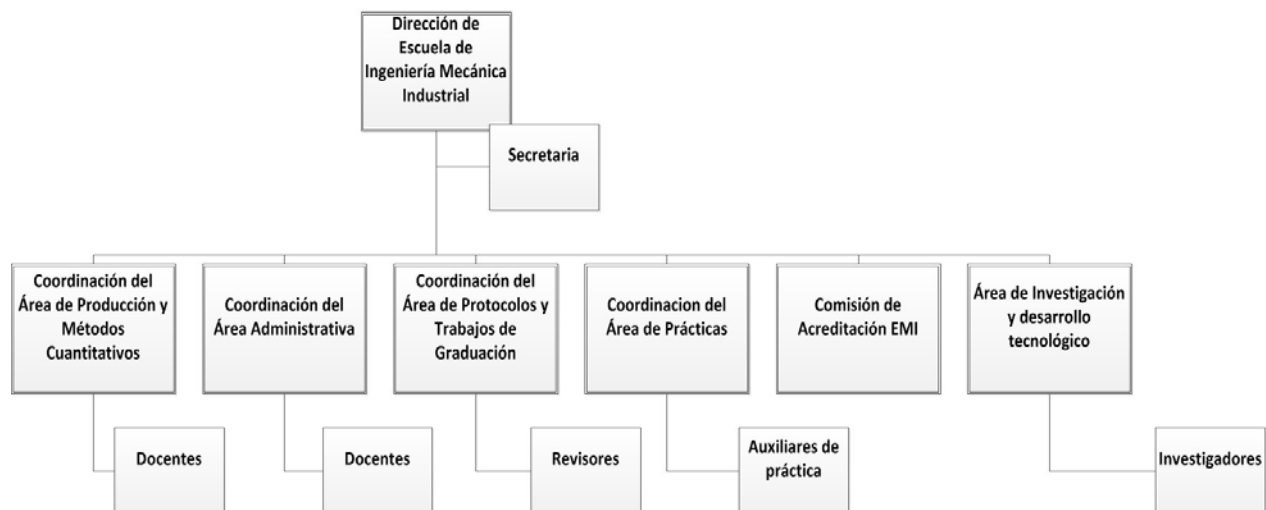 Dirección de
Escuela de
Ingeniería Mecánica
Industrial
Secretaria
Coordinación del
Área de Producción y
Métodos
Cuantitativos
Coordinación del
Área Administrativa
Coordinación del
Área de Protocolos y
Trabajos de
Graduación
Coordinacion del
Área de Prácticas
Comisión de
Acreditación EMI
Área de Investigación
y desarrollo
tecnológico
Docentes
Docentes
Revisores
Auxiliares de
práctica
Investigadores